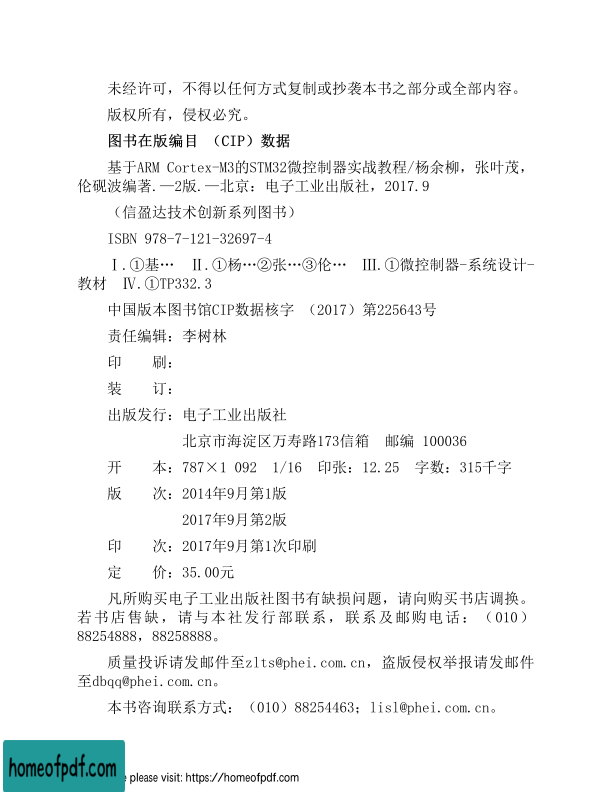 未经许可，不得以任何方式复制或抄袭本书之部分或全部内容。
版权所有，侵权必究。
图书在版编目 （CIP）数据
基于ARM Cortex-M3的STM32微控制器实战教程/杨余柳，张叶茂，
伦砚波编著.—2版.—北京：电子工业出版社，2017.9
（信盈达技术创新系列图书）
ISBN 978-7-121-32697-4
Ⅰ.①基… Ⅱ.①杨…②张…③伦… Ⅲ.①微控制器-系统设计-
教材 Ⅳ.①TP332.3
中国版本图书馆CIP数据核字 （2017）第225643号
责任编辑：李树林
印　　刷：
装　　订：
出版发行：电子工业出版社
北京市海淀区万寿路173信箱　邮编 100036
开　　本：787×1 092　1/16　印张：12.25　字数：315千字
版　　次：2014年9月第1版
2017年9月第2版
印　　次：2017年9月第1次印刷
定　　价：35.00元
凡所购买电子工业出版社图书有缺损问题，请向购买书店调换。
若书店售缺，请与本社发行部联系，联系及邮购电话：（010）
88254888，88258888。
质量投诉请发邮件至zlts@phei.com.cn，盗版侵权举报请发邮件
至dbqq@phei.com.cn。
本书咨询联系方式：（010）88254463；lisl@phei.com.cn。
homeofpdf.com
please visit: https://homeofpdf.com